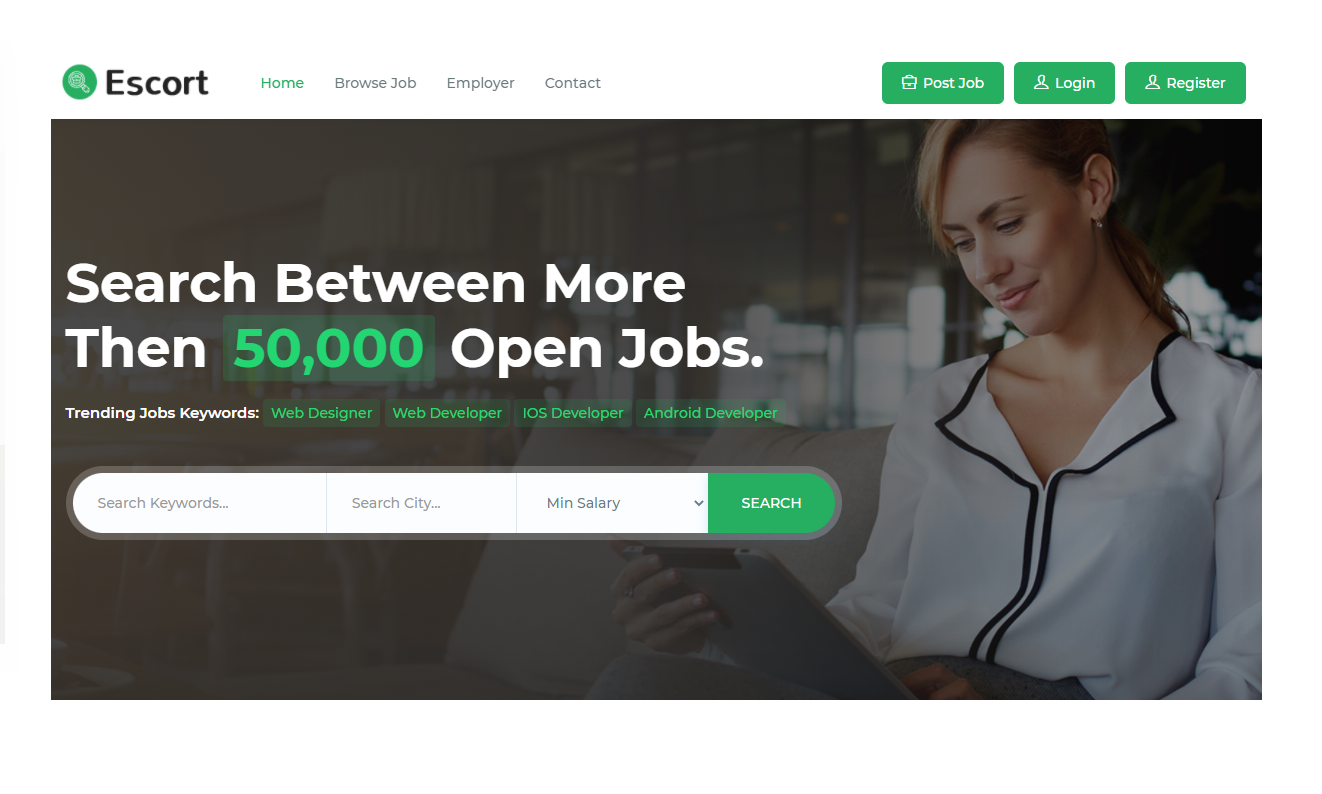 Escort
Home Browse Job Employer Contact
Post Job Login Register
Search Between More
Then 50,000 Open Jobs.
Trending Jobs Keywords: Web Designer Web Developer IOS Developer Android Developer
Search Keywords... Search City... Min Salary SEARCH